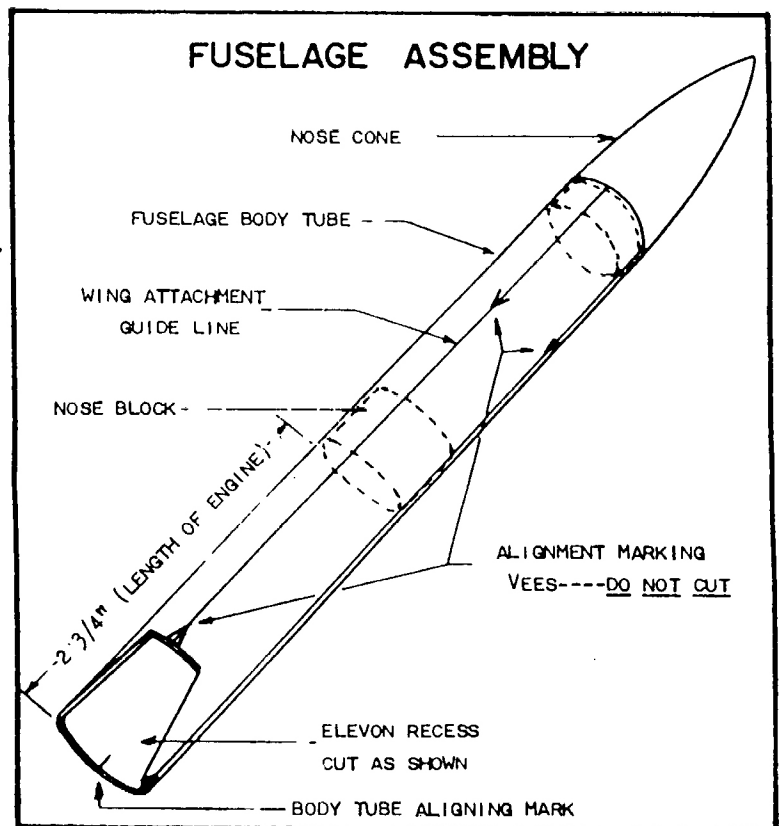 FUSELAGE ASSEMBLY
NOSE CONE
FUSELAGE BODY TUBE
WING ATTACHMENT
GUIDE LINE
NOSE BLOCK
2 3/4" (LENGTH OF ENGINE)
ALIGNMENT MARKING
VEES----DO NOT CUT
ELEVON RECESS
CUT AS SHOWN
BODY TUBE ALIGNING MARK